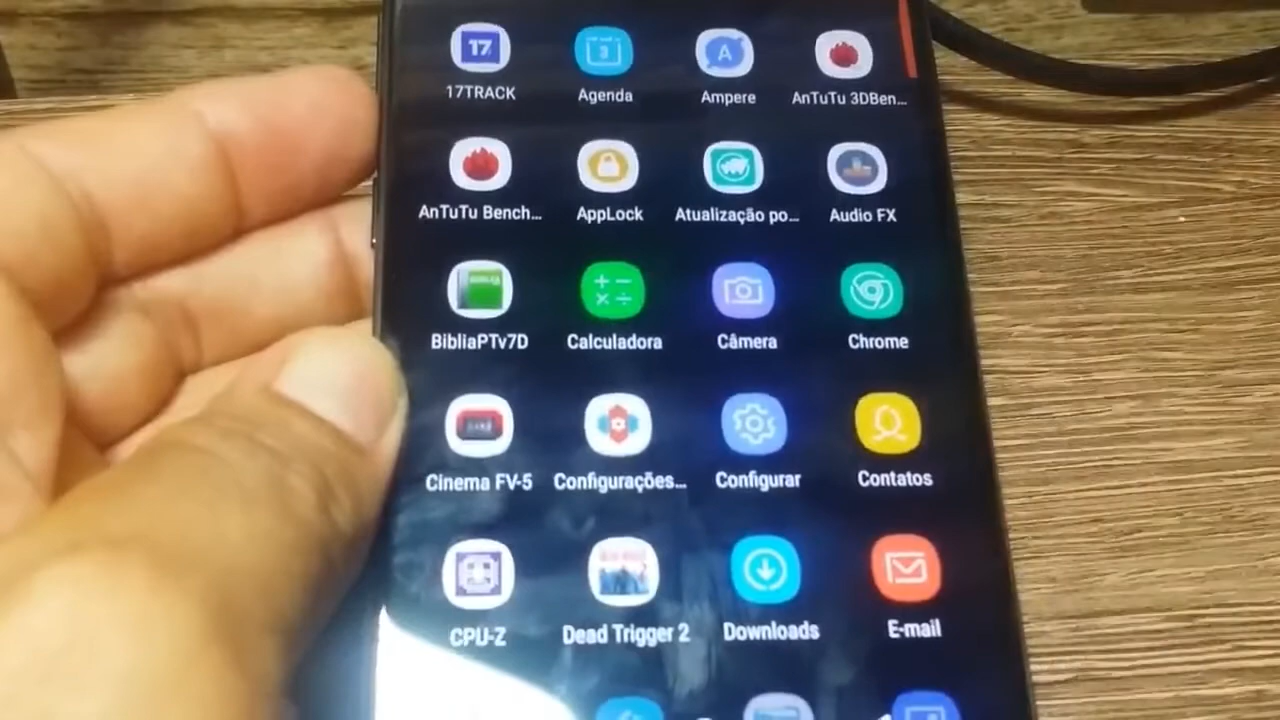 17
3
A
17TRACK
Agenda
Ampere
AnTuTu 3DBen...
AnTuTu Bench...
AppLock
Atualização po...
Audio FX
BibliaPTv7D
Calculadora
Câmera
Chrome
Cinema FV-5
Configurações...
Configurar
Contatos
CPU-Z
Dead Trigger 2
Downloads
E-mail